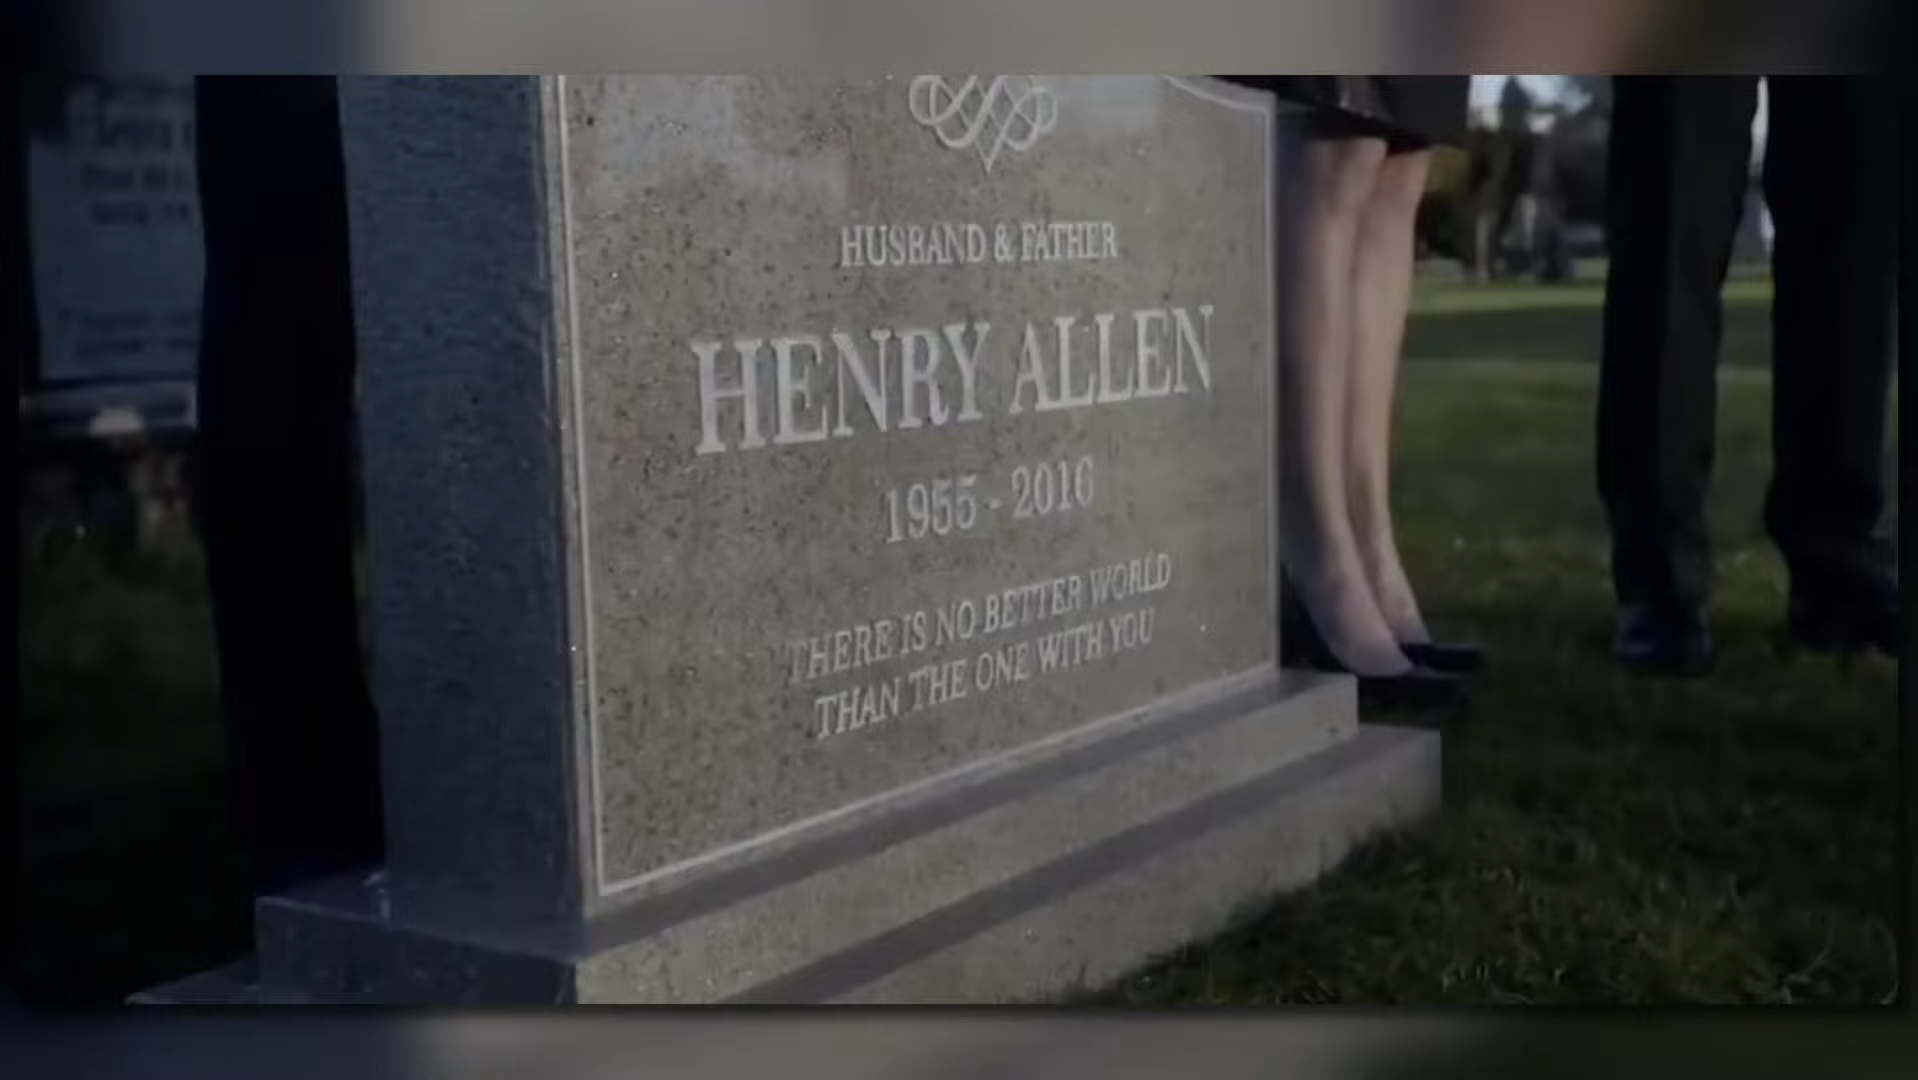 HUSBAND & FATHER
HENRY ALLEN
1955 - 2016
THERE IS NO BETTER WORLD
THAN THE ONE WITH YOU